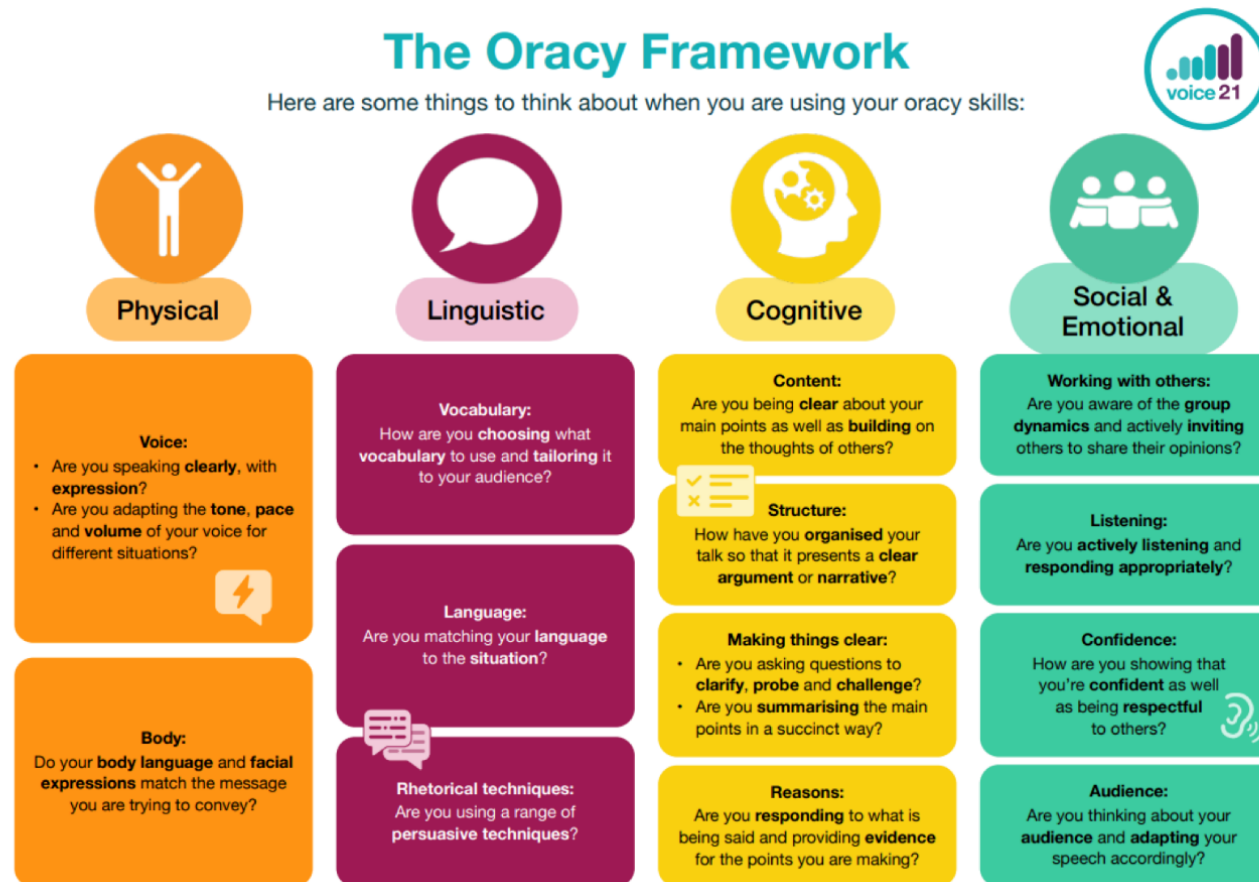 The Oracy Framework
Here are some things to think about when you are using your oracy skills:
voice 21
Physical
Voice:
• Are you speaking clearly, with
expression?
• Are you adapting the tone, pace
and volume of your voice for
different situations?
Body:
Do your body language and facial
expressions match the message
you are trying to convey?
Linguistic
Vocabulary:
How are you choosing what
vocabulary to use and tailoring it
to your audience?
Language:
Are you matching your language
to the situation?
Rhetorical techniques:
Are you using a range of
persuasive techniques?
Cognitive
Content:
Are you being clear about your
main points as well as building on
the thoughts of others?
Structure:
How have you organised your
talk so that it presents a clear
argument or narrative?
Making things clear:
• Are you asking questions to
clarify, probe and challenge?
• Are you summarising the main
points in a succinct way?
Reasons:
Are you responding to what is
being said and providing evidence
for the points you are making?
Social &
Emotional
Working with others:
Are you aware of the group
dynamics and actively inviting
others to share their opinions?
Listening:
Are you actively listening and
responding appropriately?
Confidence:
How are you showing that
you're confident as well
as being respectful
to others?
Audience:
Are you thinking about your
audience and adapting your
speech accordingly?